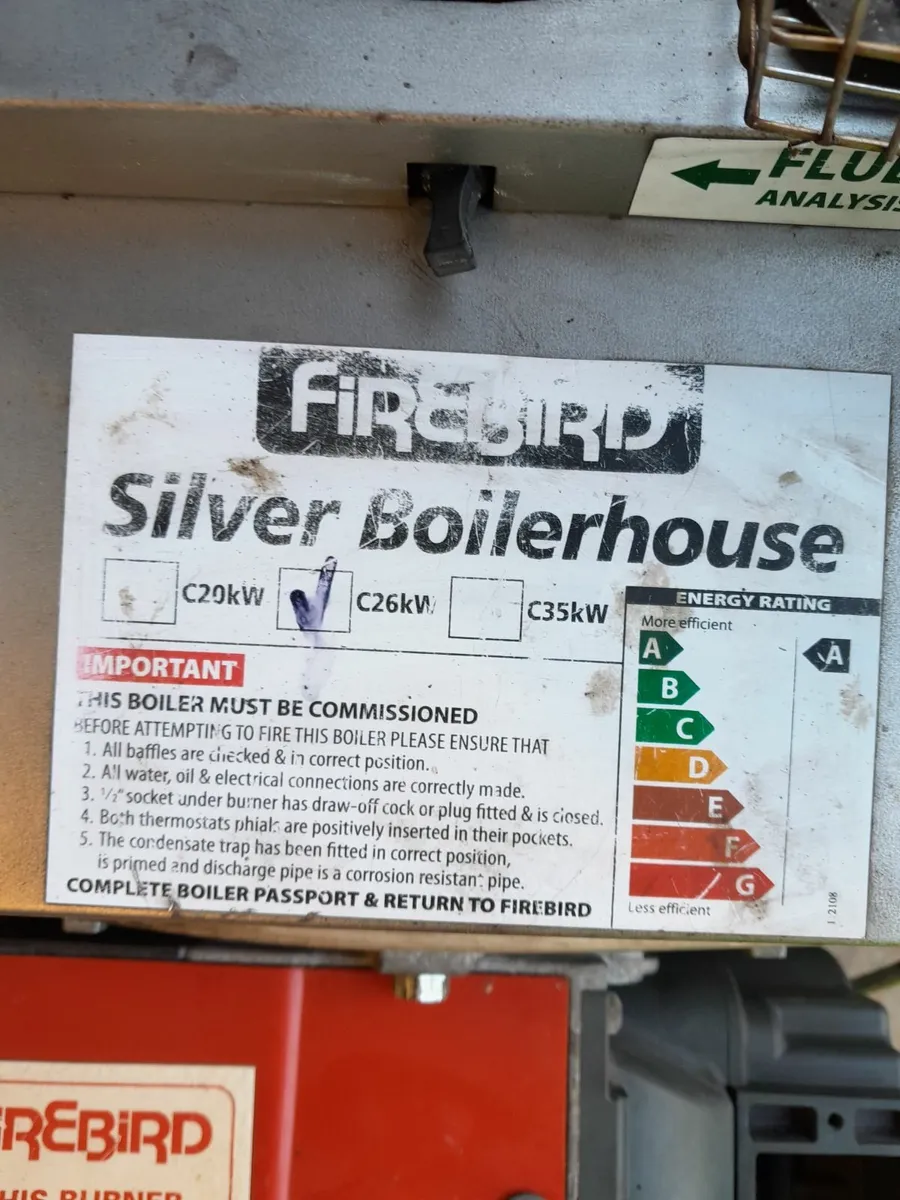 FLUE
ANALYSIS
FIREBIRD
Silver Boilerhouse
C20kW C26kW C35kW
IMPORTANT
THIS BOILER MUST BE COMMISSIONED
BEFORE ATTEMPTING TO FIRE THIS BOILER PLEASE ENSURE THAT
1. All baffles are checked & in correct position.
2. All water, oil & electrical connections are correctly made.
3. ½" socket under burner has draw-off cock or plug fitted & is closed.
4. Both thermostats phials are positively inserted in their pockets.
5. The condensate trap has been fitted in correct position,
is primed and discharge pipe is a corrosion resistant pipe.
COMPLETE BOILER PASSPORT & RETURN TO FIREBIRD
ENERGY RATING
More efficient
A A
B
C
D
E
F
G
Less efficient
FIREBIRD
THIS BURNER